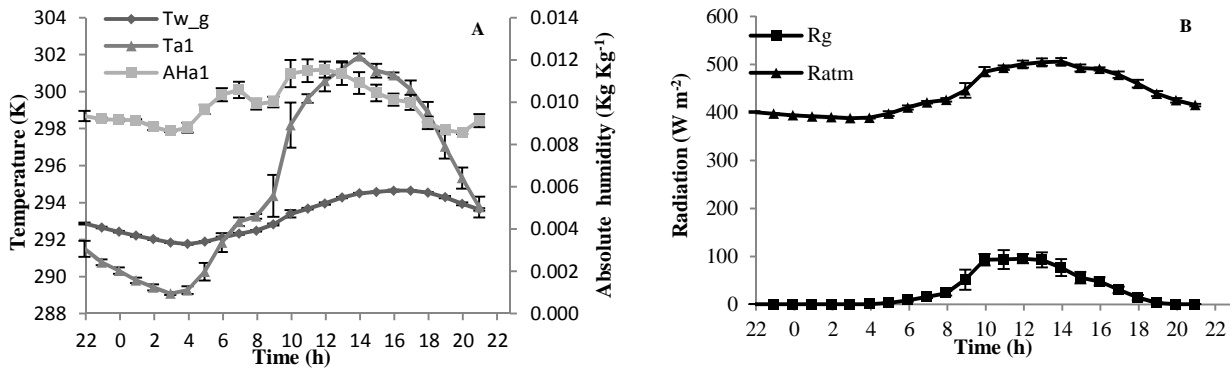 Tw_g
Ta1
AHa1
A
304
302
300
298
296
294
292
290
288
Temperature (K)
0.014
0.012
0.010
0.008
0.006
0.004
0.002
0.000
Absolute humidity (Kg Kg-1)
22 0 2 4 6 8 10 12 14 16 18 20 22
Time (h)
Rg
Ratm
B
600
500
400
300
200
100
0
Radiation (W m-2)
22 0 2 4 6 8 10 12 14 16 18 20 22
Time (h)